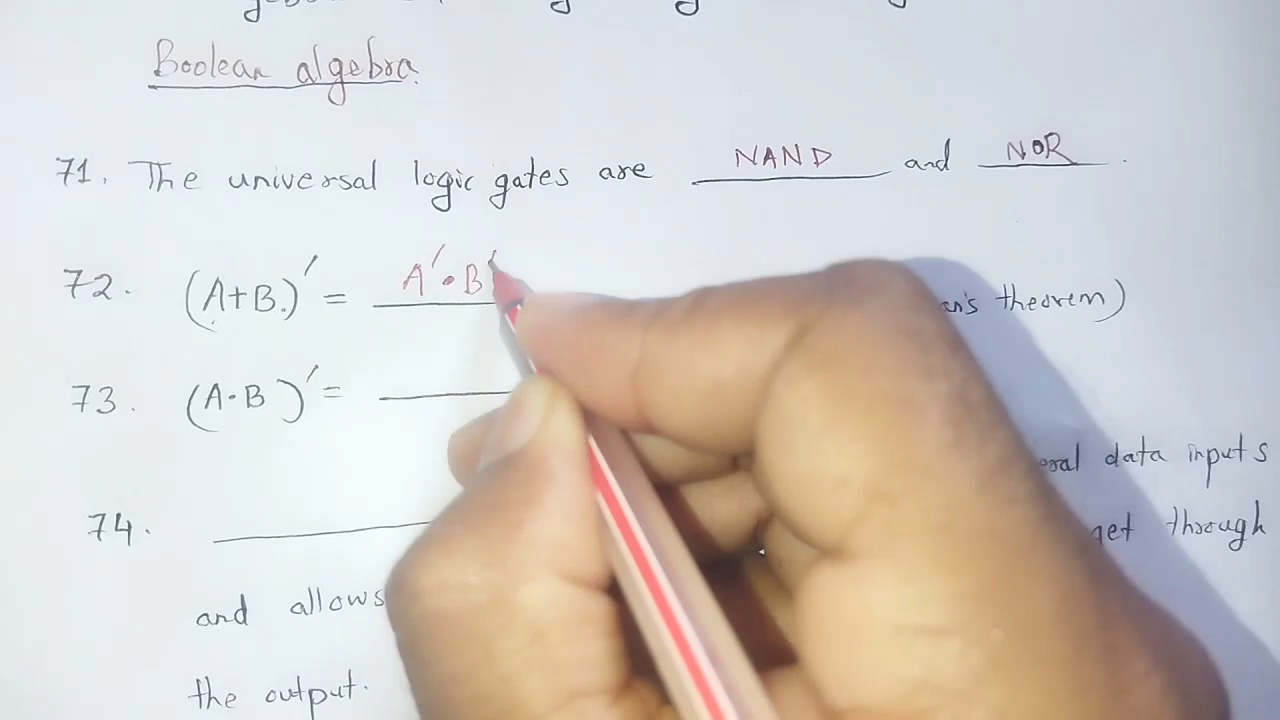 Boolean algebra.
71. The universal logic gates are NAND and NOR.
72. (A+B)' = A'•B' theorem)
73. (A•B)' =
74. data inputs
get through
and allows
the output.